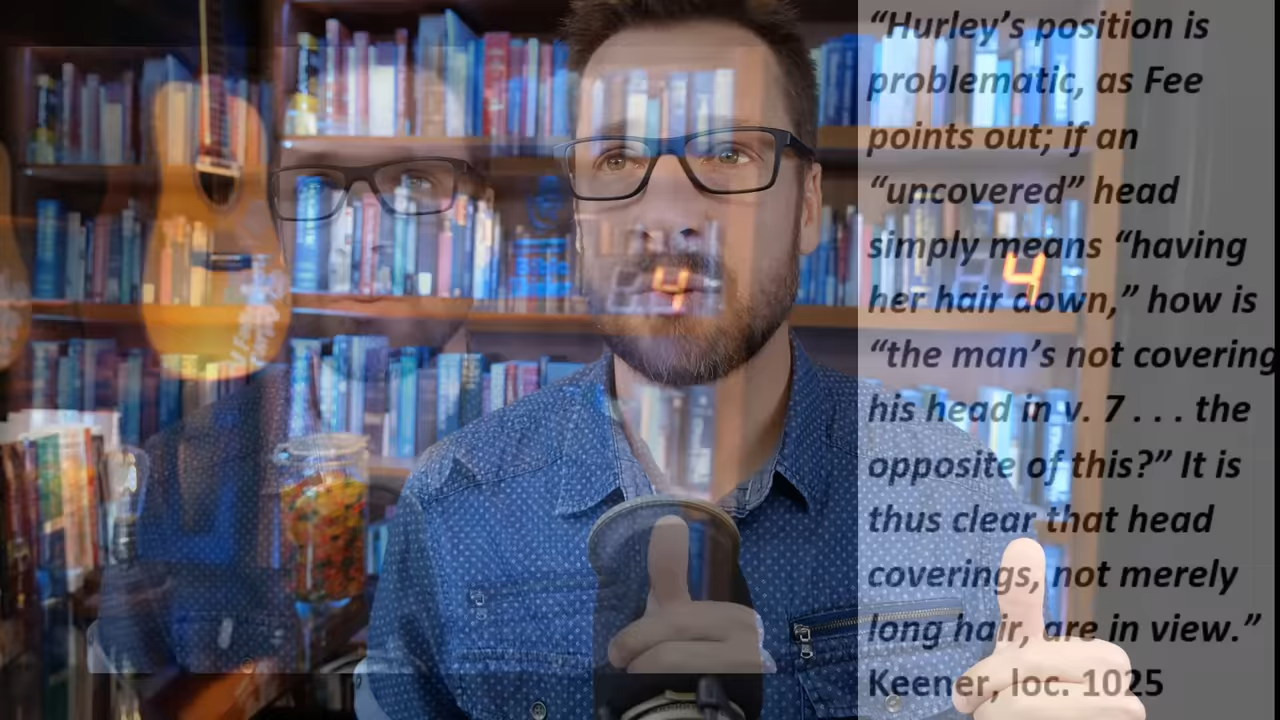 “Hurley’s position is
problematic, as Fee
points out; if an
“uncovered” head
simply means “having
her hair down,” how is
“the man’s not covering
his head in v. 7 . . . the
opposite of this?” It is
thus clear that head
coverings, not merely
long hair, are in view.”
Keener, loc. 1025
4
4